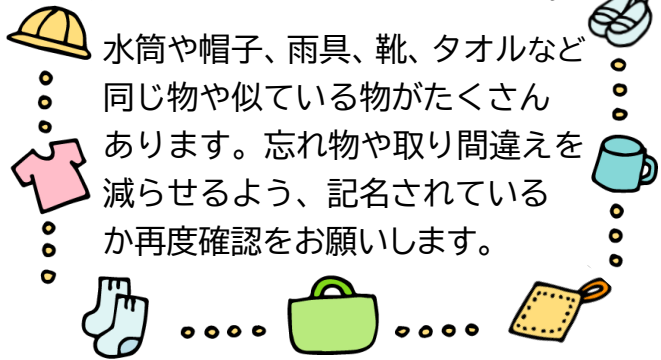 水筒や帽子、雨具、靴、タオルなど
同じ物や似ている物がたくさん
あります。忘れ物や取り間違えを
減らせるよう、記名されている
か再度確認をお願いします。